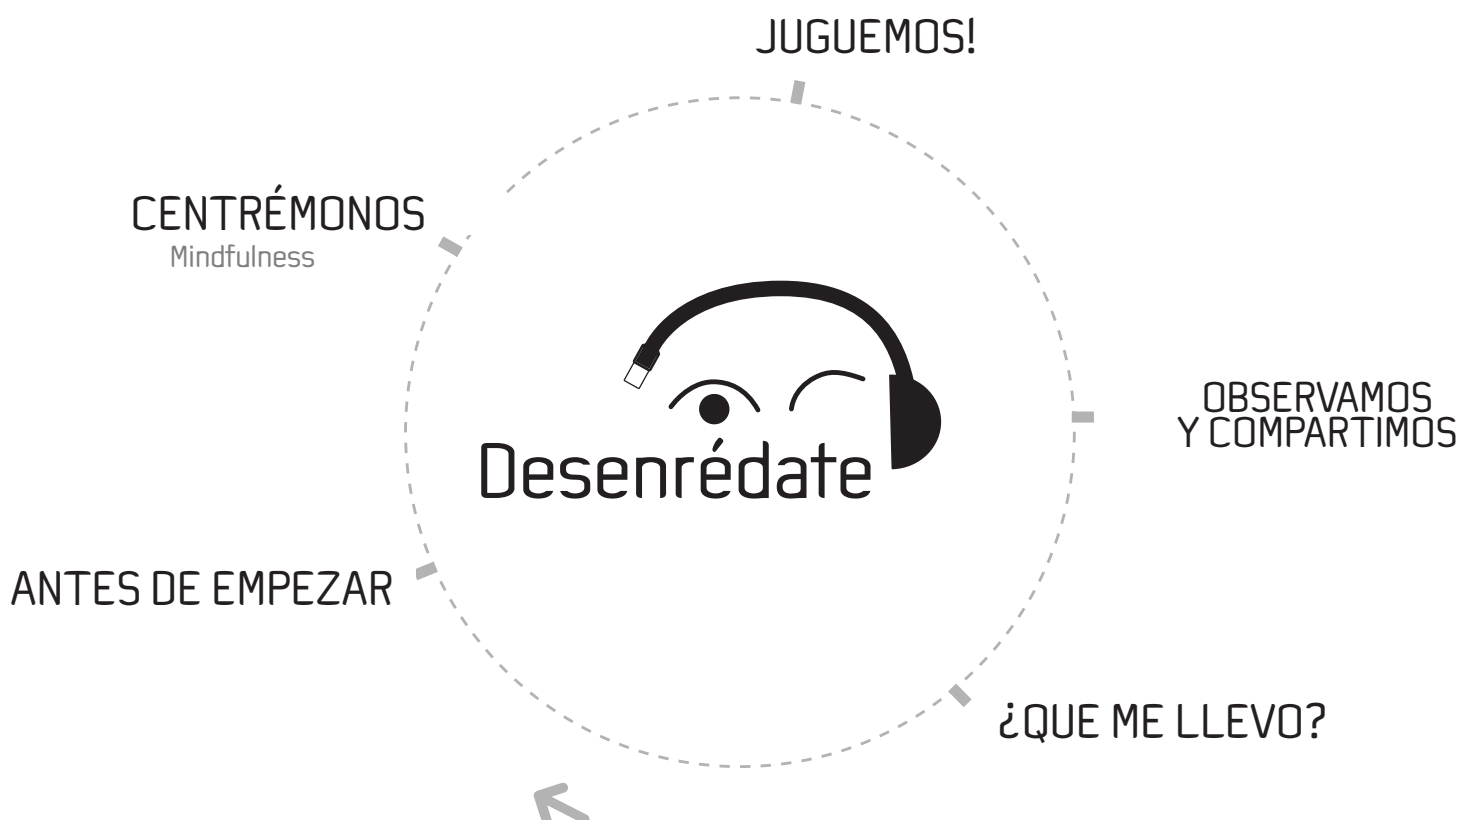 JUGUEMOS!
CENTRÉMONOS
Mindfulness
OBSERVAMOS
Y COMPARTIMOS
Desenrédate
ANTES DE EMPEZAR
¿QUE ME LLEVO?